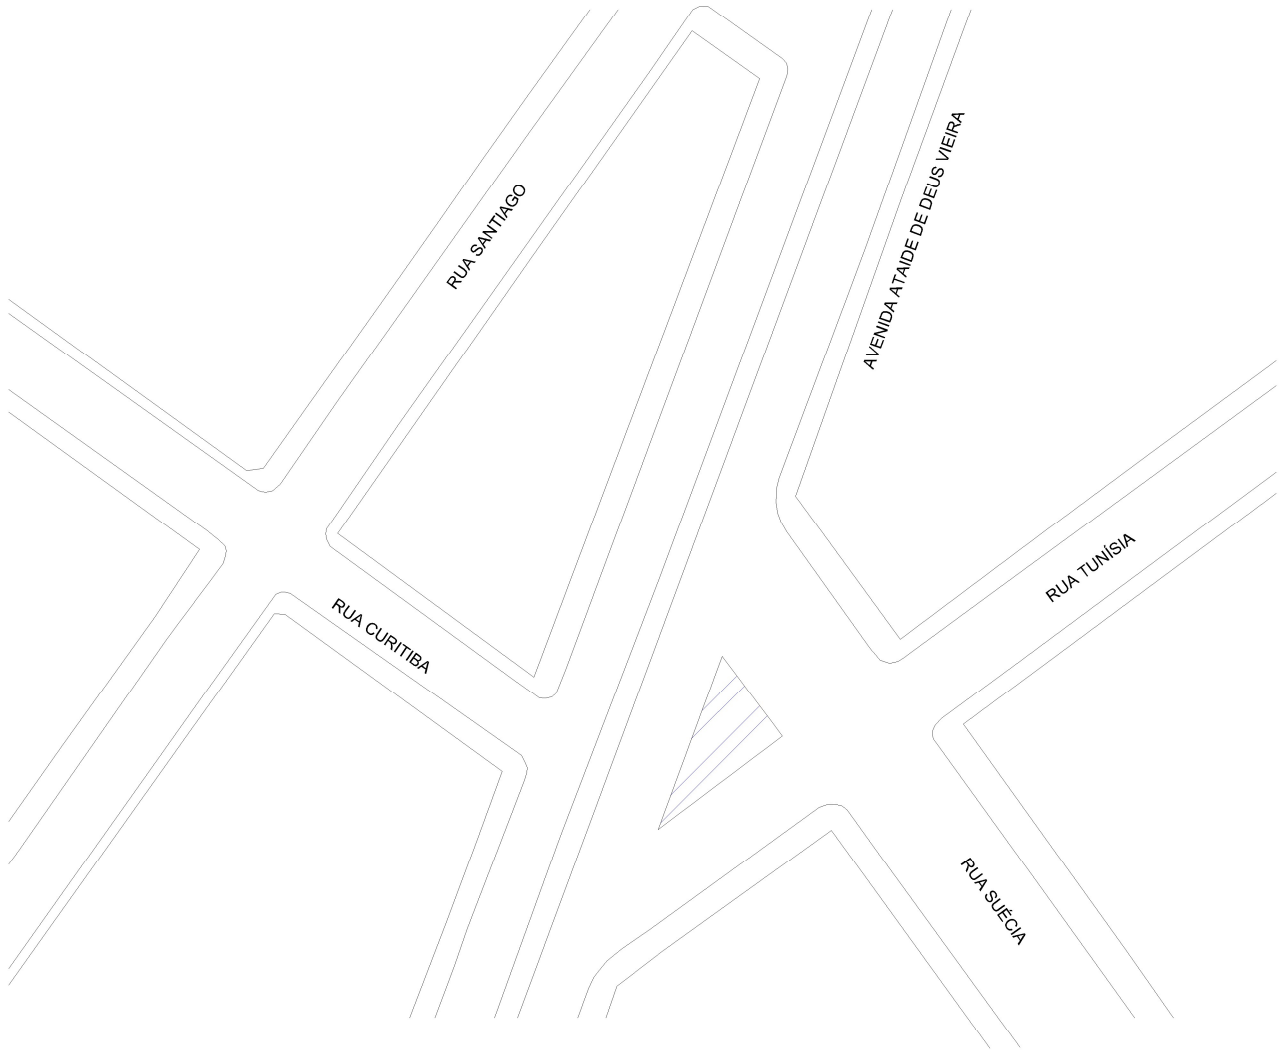 AVENIDA ATAIDE DE DEUS VIEIRA
RUA SANTIAGO
RUA TUNÍSIA
RUA CURITIBA
RUA SUÉCIA